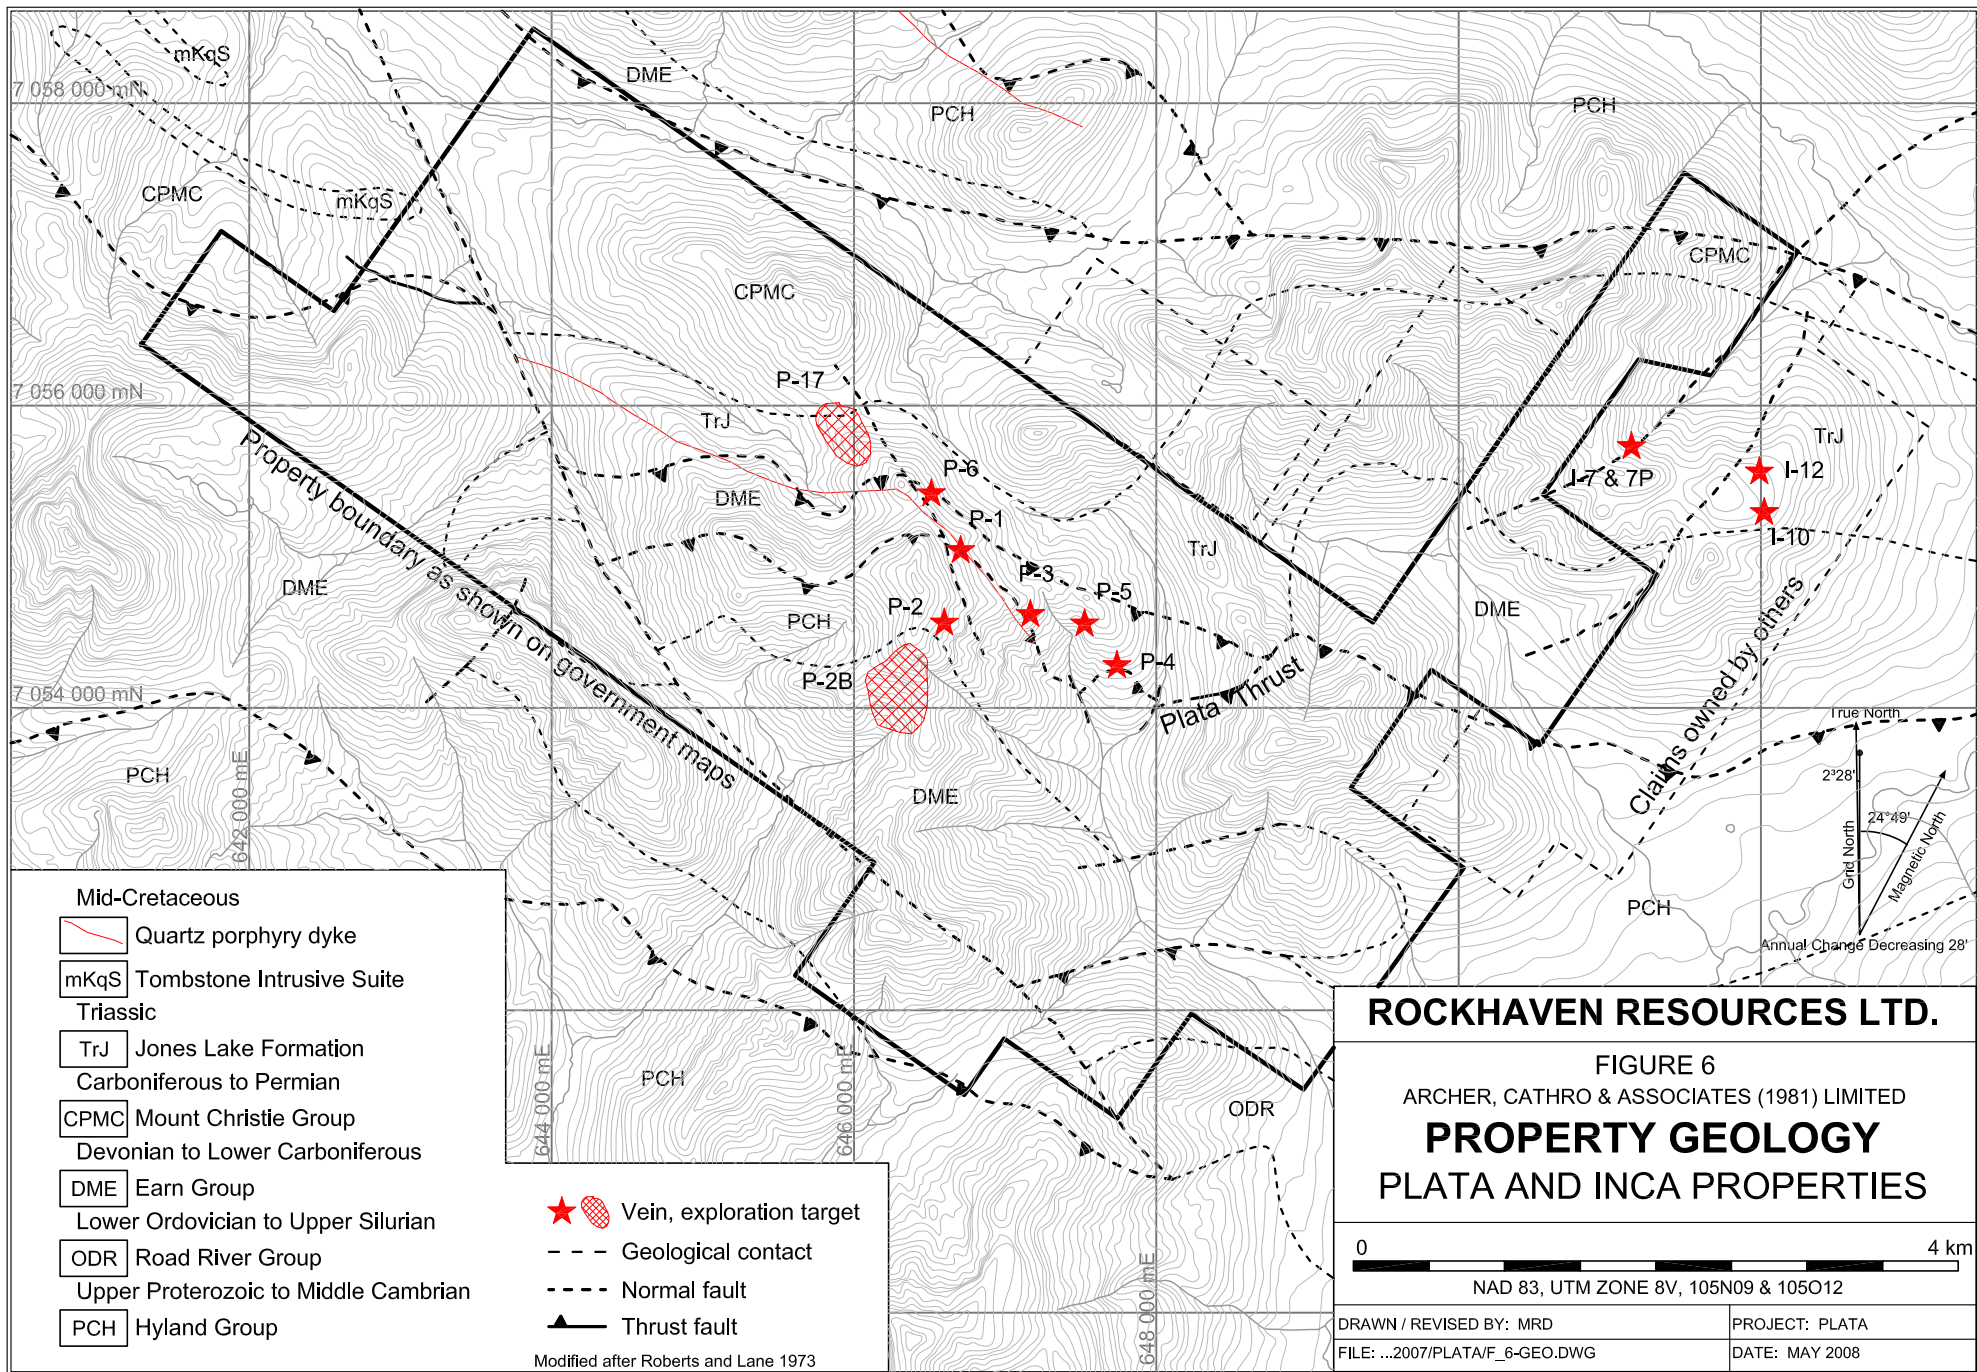 mKqS
DME
7 058 000 mN
PCH
PCH
CPMC
mKqS
CPMC
CPMC
P-17
7 056 000 mN
TrJ
TrJ
P-6
I-7 & 7P
I-12
DME
P-1
I-10
TrJ
Property boundary as shown on government maps
DME
P-3
P-5
P-2
DME
PCH
P-4
P-2B
7 054 000 mN
Plata Thrust
Claims owned by others
True North
PCH
642 000 mE
2°28'
DME
24°49'
Grid North
Magnetic North
PCH
Annual Change Decreasing 28'
644 000 mE
646 000 mE
PCH
ODR
648 000 mE
Mid-Cretaceous
Quartz porphyry dyke
mKqS Tombstone Intrusive Suite
Triassic
TrJ Jones Lake Formation
Carboniferous to Permian
CPMC Mount Christie Group
Devonian to Lower Carboniferous
DME Earn Group
Lower Ordovician to Upper Silurian
ODR Road River Group
Upper Proterozoic to Middle Cambrian
PCH Hyland Group
Vein, exploration target
Geological contact
Normal fault
Thrust fault
Modified after Roberts and Lane 1973
ROCKHAVEN RESOURCES LTD.
FIGURE 6
ARCHER, CATHRO & ASSOCIATES (1981) LIMITED
PROPERTY GEOLOGY
PLATA AND INCA PROPERTIES
0 4 km
NAD 83, UTM ZONE 8V, 105N09 & 105O12
DRAWN / REVISED BY: MRD
PROJECT: PLATA
FILE: ...2007/PLATA/F_6-GEO.DWG
DATE: MAY 2008